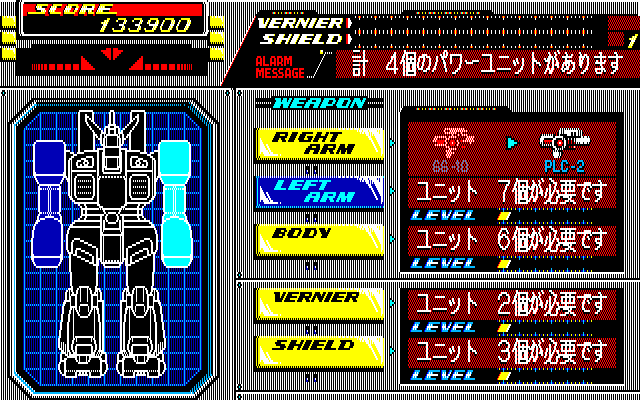 SCORE
133900
VERNIER
SHIELD
1
ALARM
MESSAGE
計 4個のパワーユニットがあります
WEAPON
RIGHT
ARM
GG-10
PLC-2
LEFT
ARM
ユニット 7個が必要です
LEVEL
BODY
ユニット 6個が必要です
LEVEL
VERNIER
ユニット 2個が必要です
LEVEL
SHIELD
ユニット 3個が必要です
LEVEL